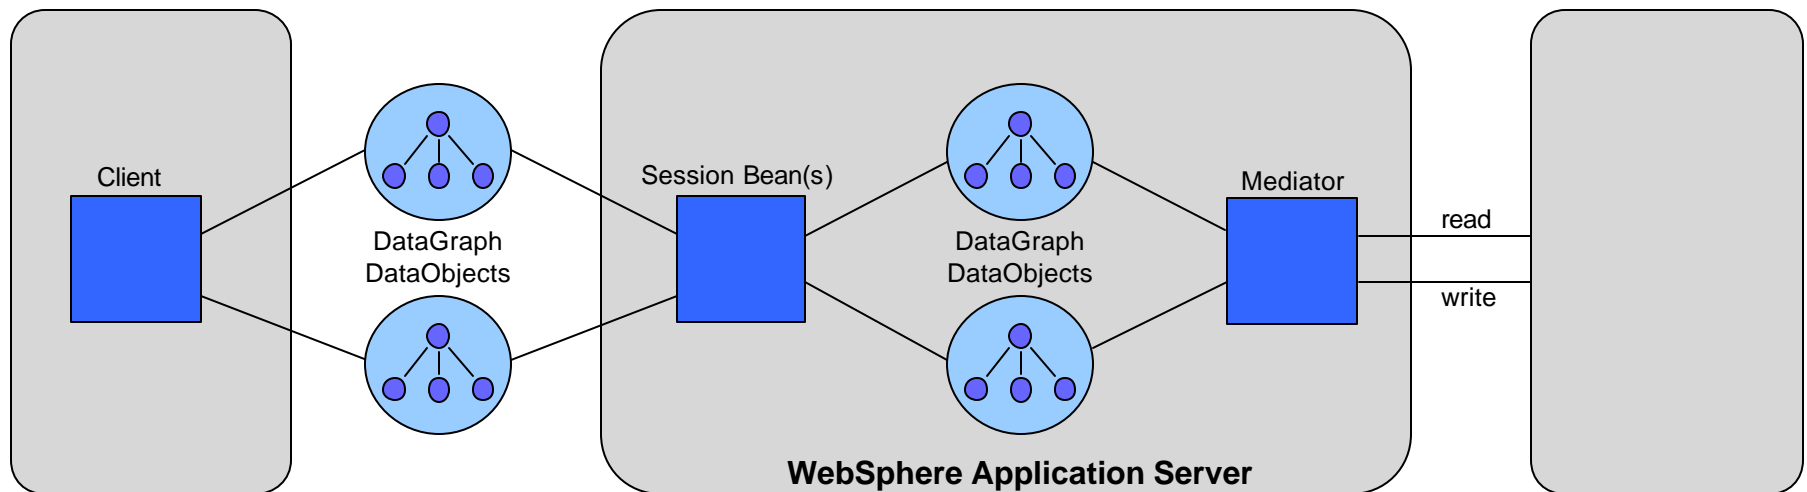 Client
DataGraph
DataObjects
Session Bean(s)
DataGraph
DataObjects
Mediator
read
write
WebSphere Application Server